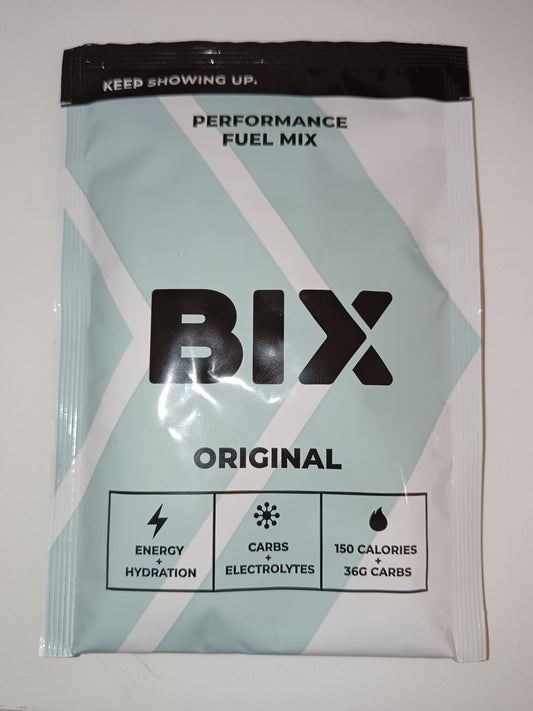 KEEP SHOWING UP.
PERFORMANCE
FUEL MIX
BIX
ORIGINAL
ENERGY
+
HYDRATION
CARBS
+
ELECTROLYTES
150 CALORIES
+
36G CARBS